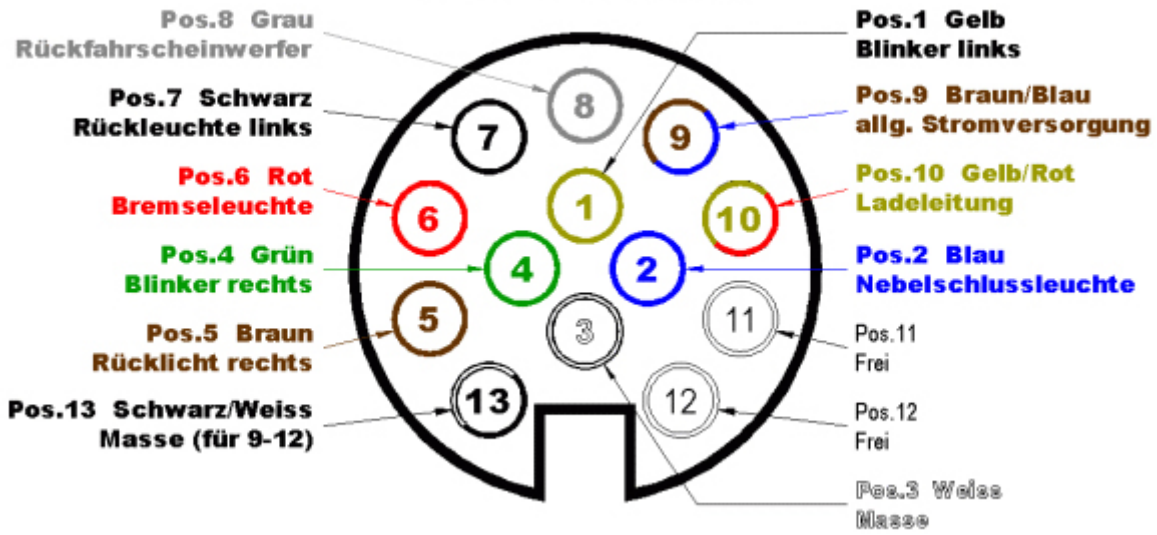 Pos.8 Grau
Rückfahrscheinwerfer
Pos.7 Schwarz
Rückleuchte links
Pos.6 Rot
Bremseleuchte
Pos.4 Grün
Blinker rechts
Pos.5 Braun
Rücklicht rechts
Pos.13 Schwarz/Weiss
Masse (für 9-12)
8
7
9
6
1
10
4
2
5
3
11
13
12
Pos.1 Gelb
Blinker links
Pos.9 Braun/Blau
allg. Stromversorgung
Pos.10 Gelb/Rot
Ladeleitung
Pos.2 Blau
Nebelschlussleuchte
Pos.11
Frei
Pos.12
Frei
Pos.3 Weiss
Masse